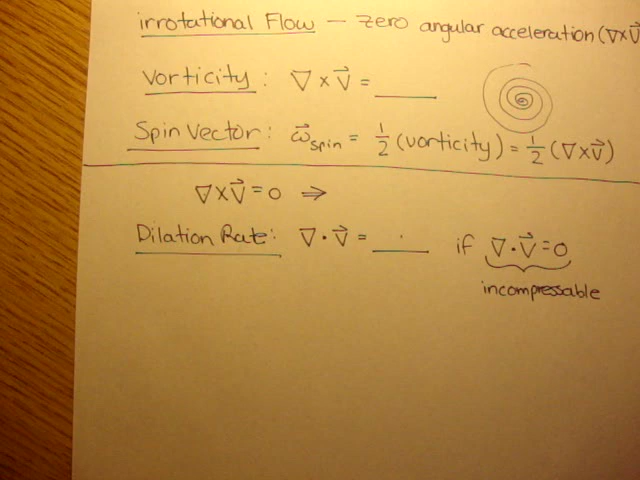 irrotational Flow — zero angular acceleration (∇×V⃗
Vorticity: ∇×V⃗ = ____
Spin Vector: ω⃗spin = 1/2 (vorticity) = 1/2 (∇×V⃗)
∇×V⃗ = 0 ⇒
Dilation Rate: ∇·V⃗ = ____ if ∇·V⃗ = 0
incompressable